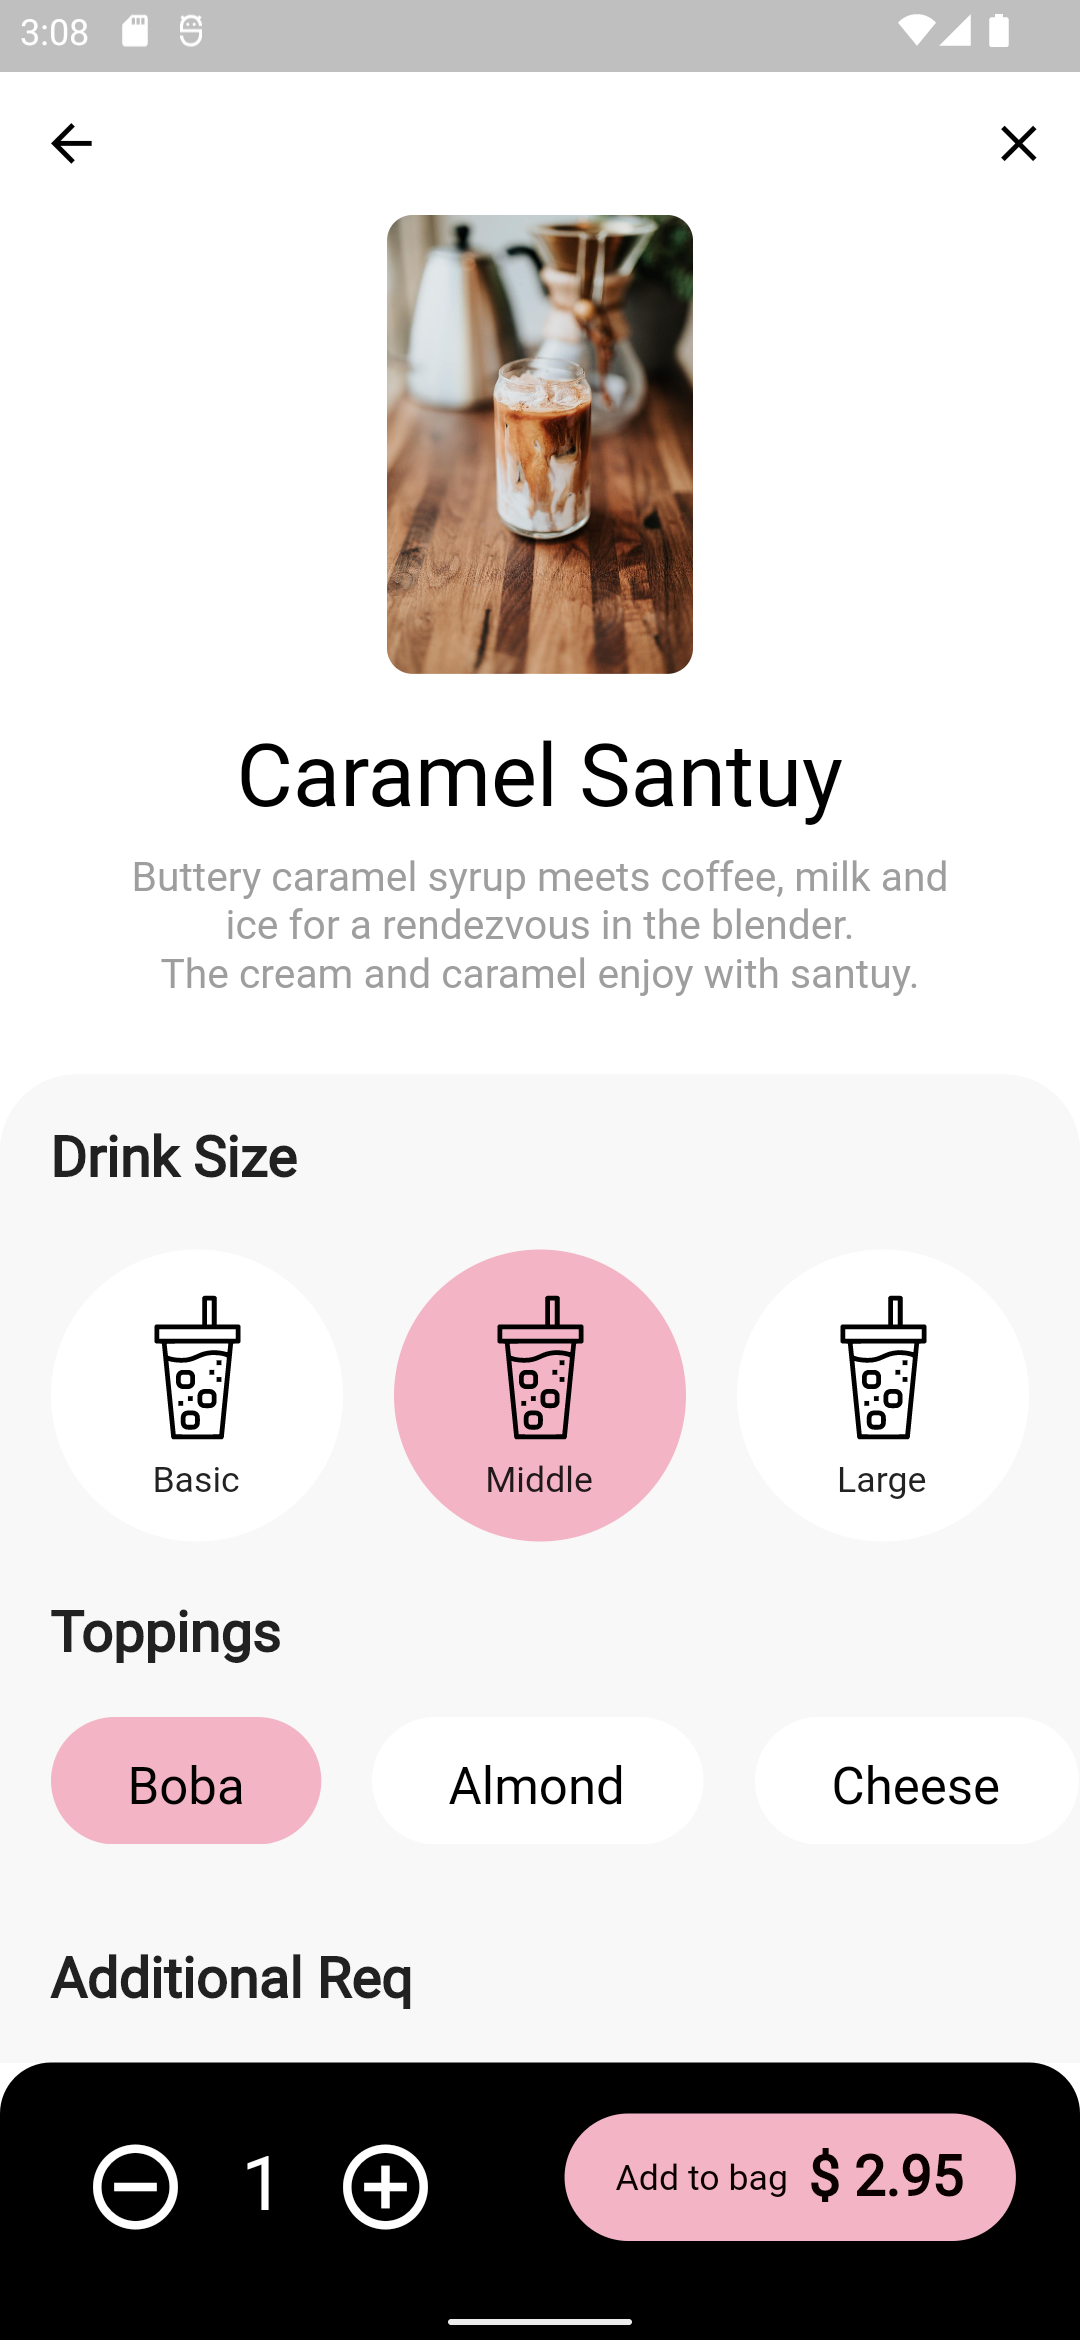 3:08
Caramel Santuy
Buttery caramel syrup meets coffee, milk and
ice for a rendezvous in the blender.
The cream and caramel enjoy with santuy.
Drink Size
Basic
Middle
Large
Toppings
Boba
Almond
Cheese
Additional Req
1
Add to bag $ 2.95